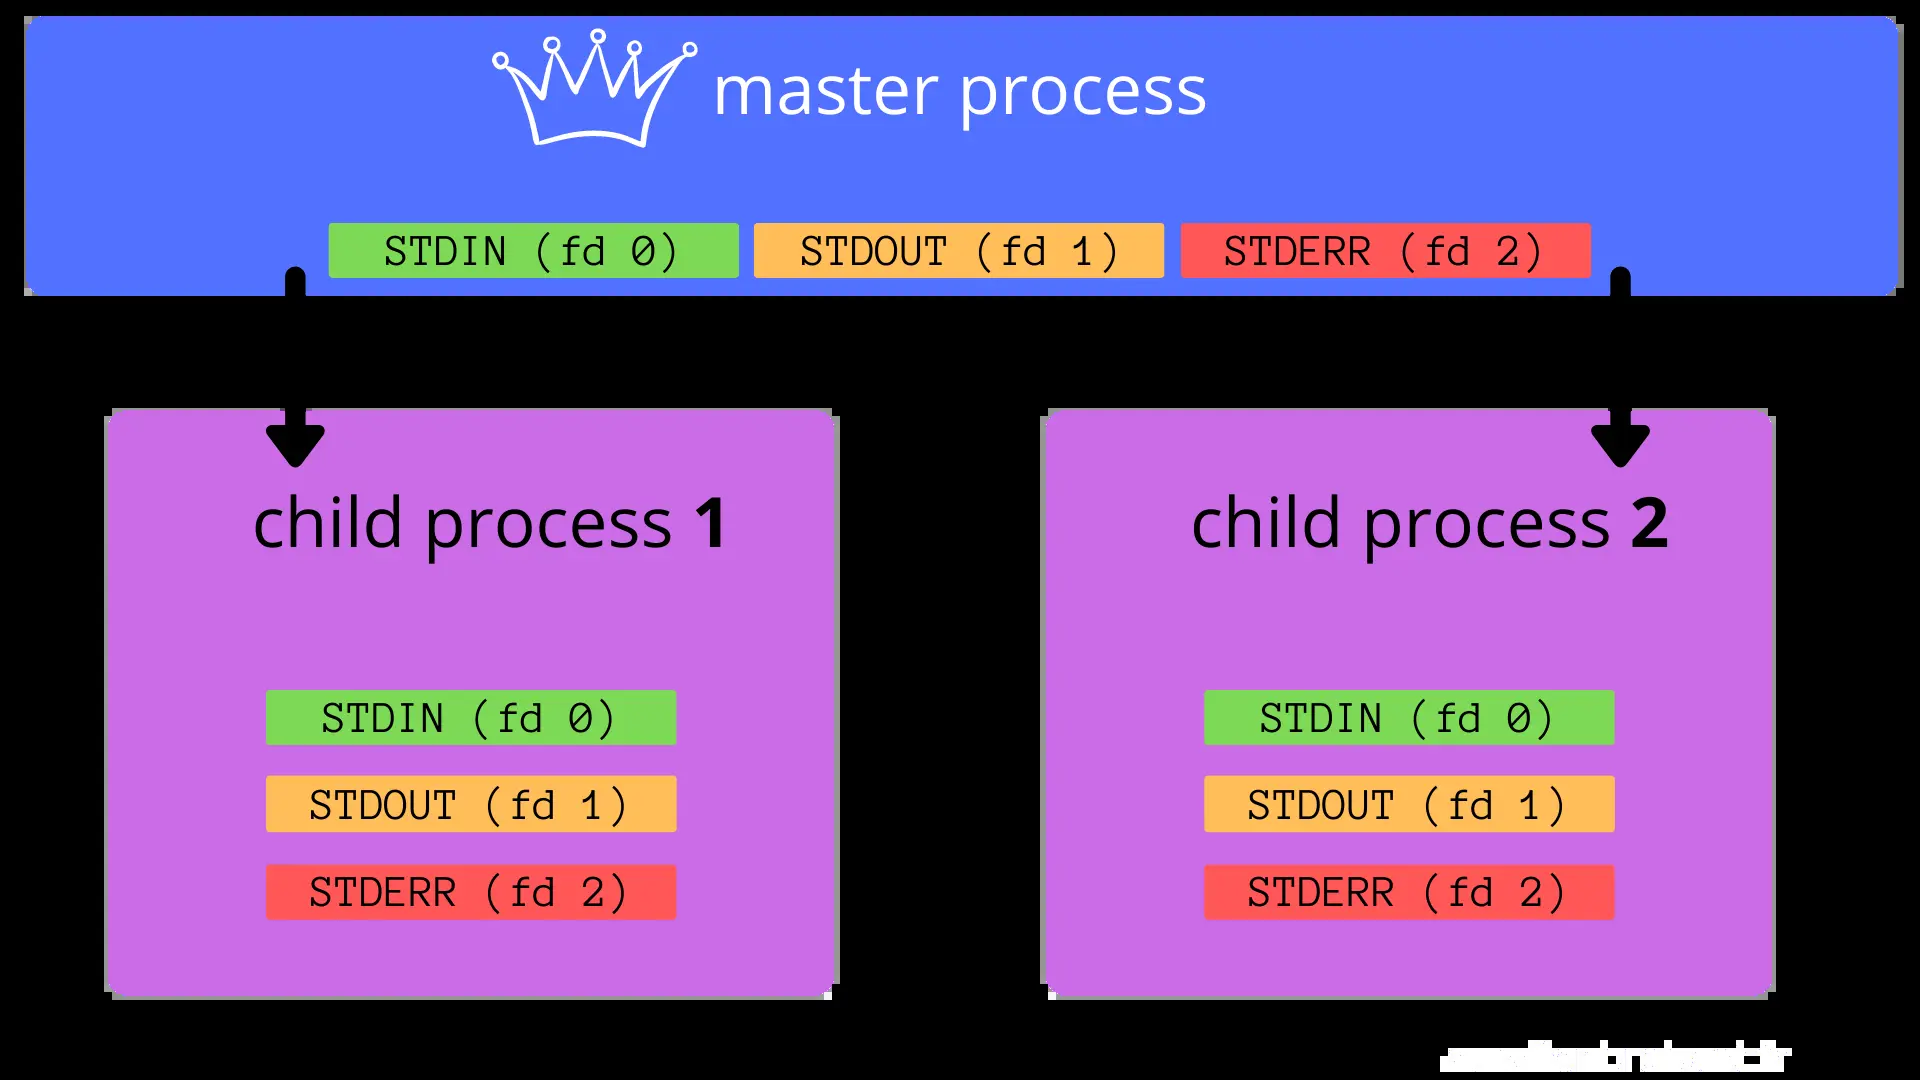 master process
STDIN (fd 0) STDOUT (fd 1) STDERR (fd 2)
child process 1
STDIN (fd 0)
STDOUT (fd 1)
STDERR (fd 2)
child process 2
STDIN (fd 0)
STDOUT (fd 1)
STDERR (fd 2)